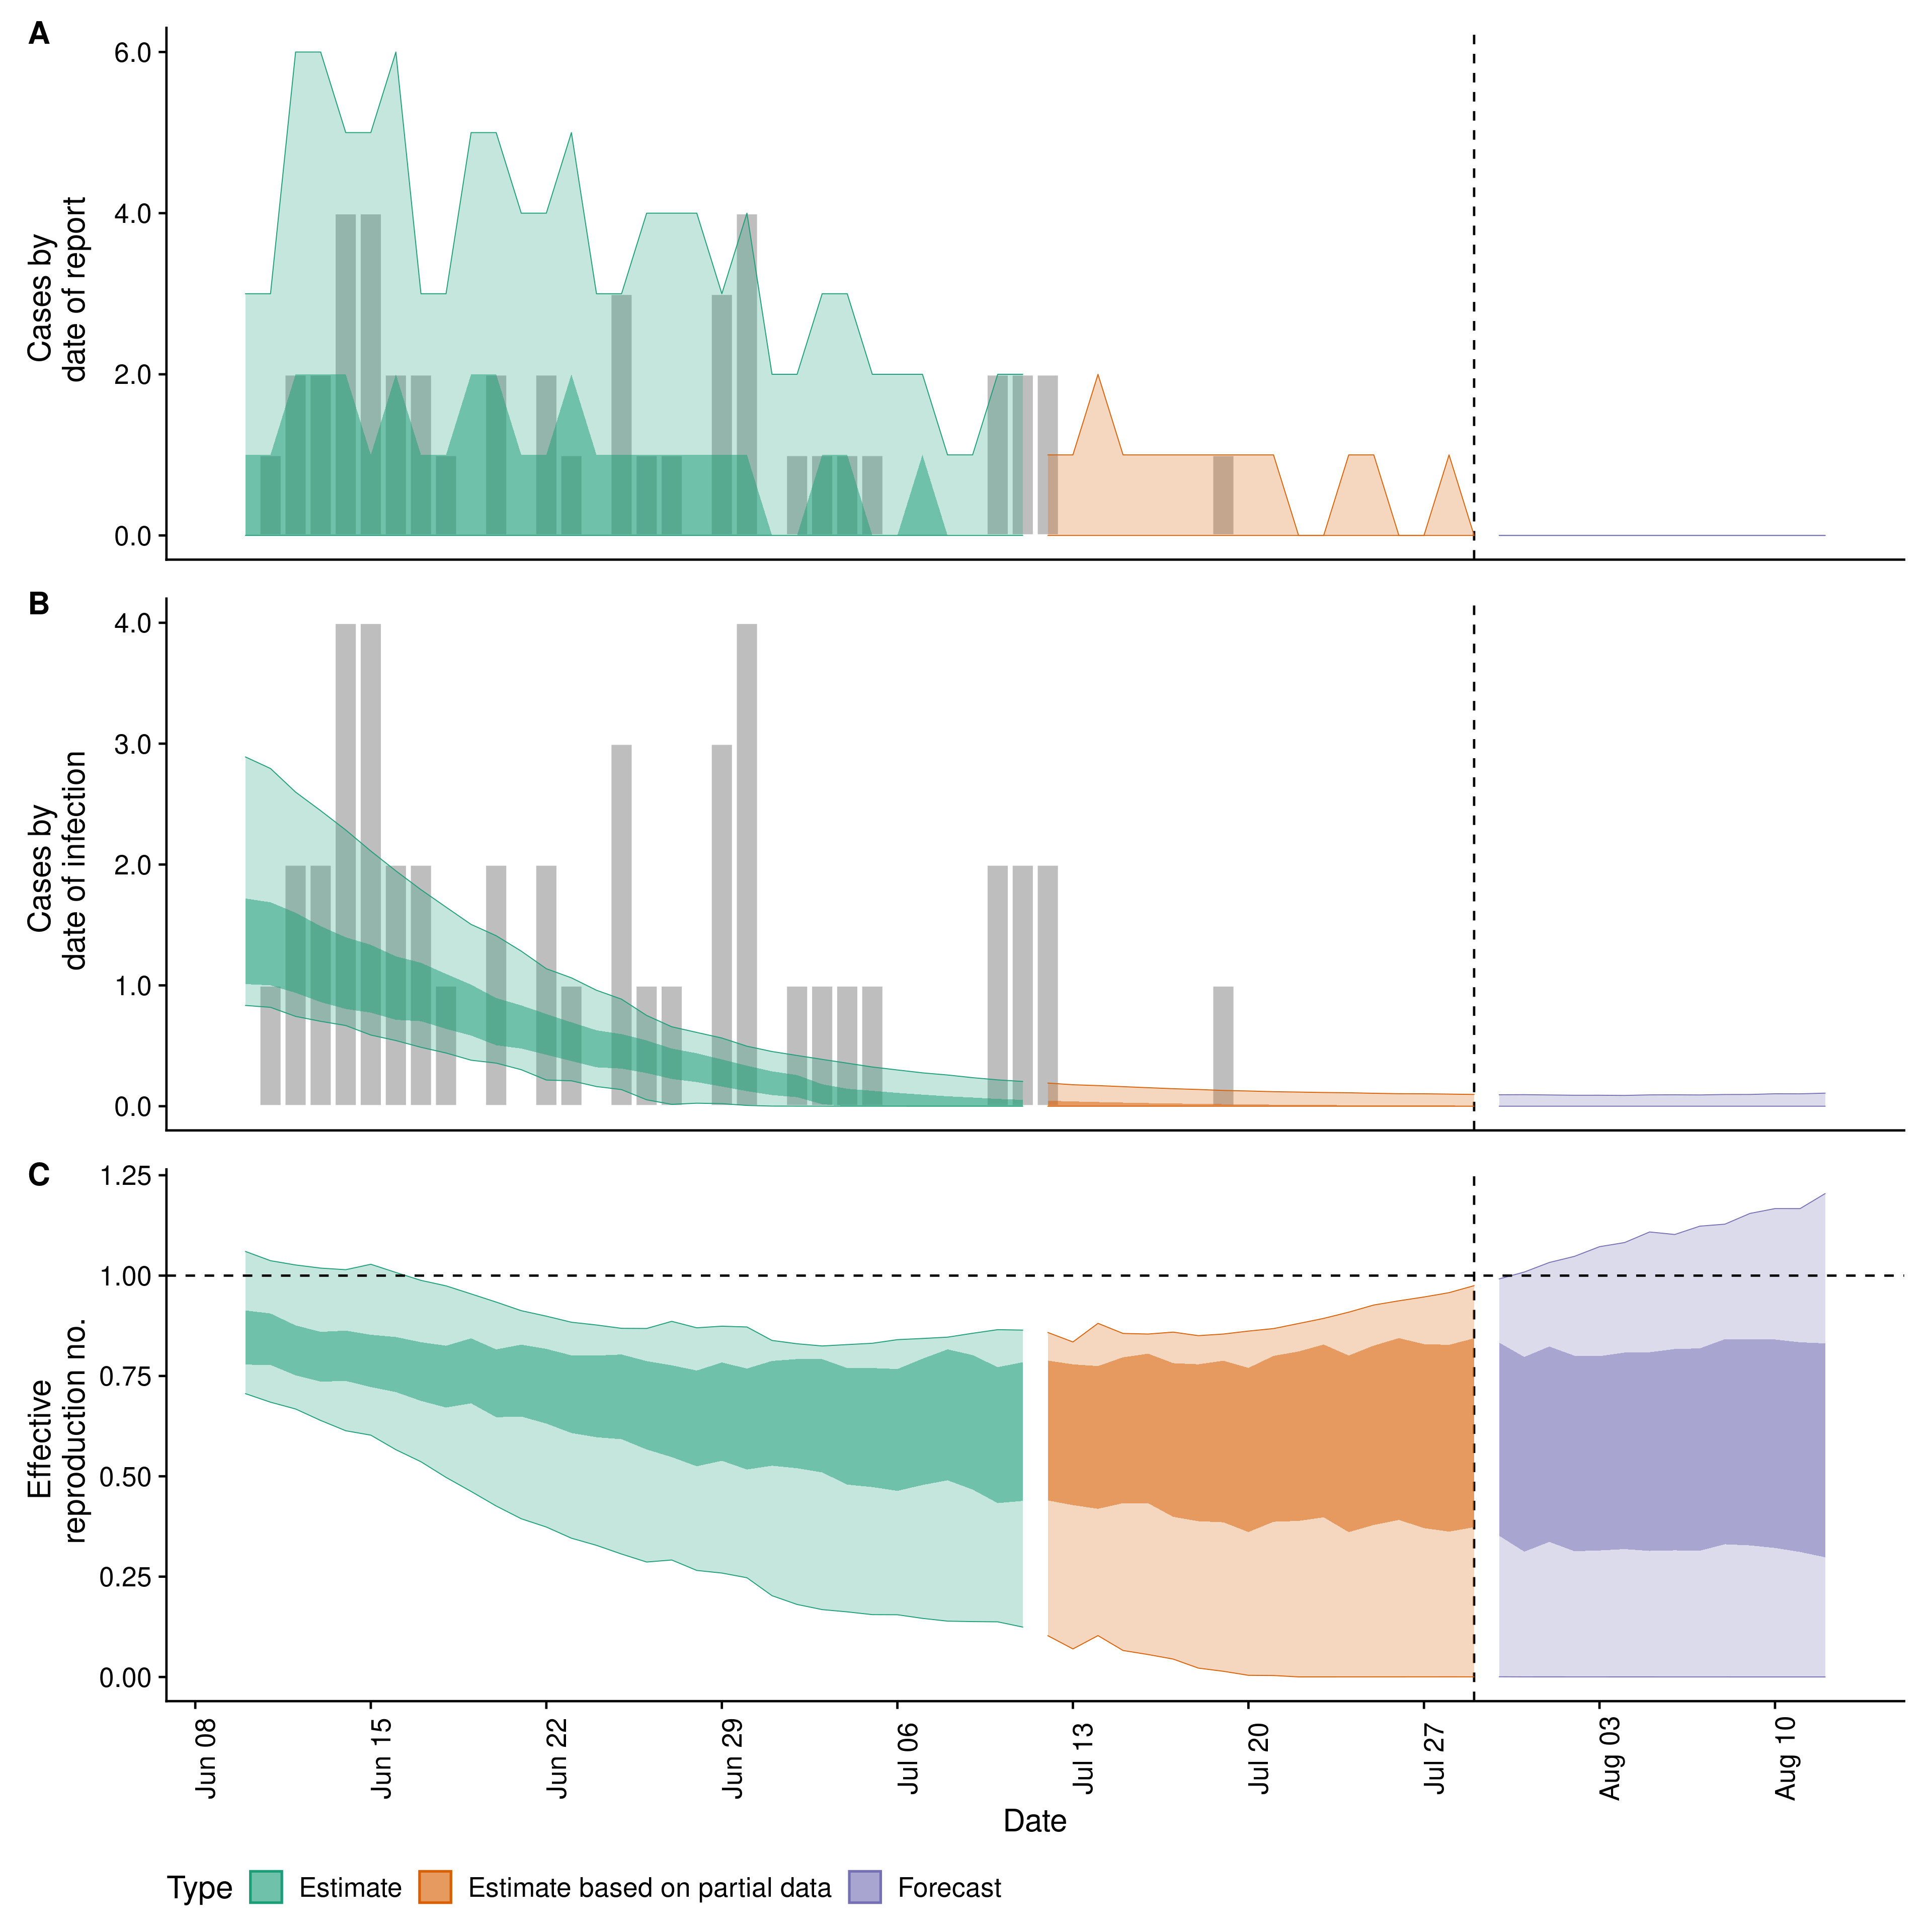 A
Cases by
date of report
6.0
4.0
2.0
0.0
B
Cases by
date of infection
4.0
3.0
2.0
1.0
0.0
C
Effective
reproduction no.
1.25
1.00
0.75
0.50
0.25
0.00
Jun 08
Jun 15
Jun 22
Jun 29
Jul 06
Jul 13
Jul 20
Jul 27
Aug 03
Aug 10
Date
Type Estimate Estimate based on partial data Forecast